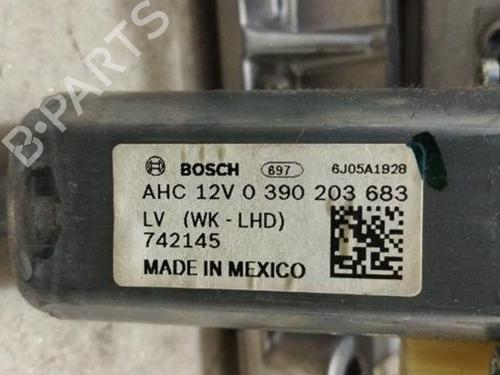 BOSCH 697 6J05A1928
AHC 12V 0 390 203 683
LV (WK - LHD)
742145
MADE IN MEXICO
B-PARTS